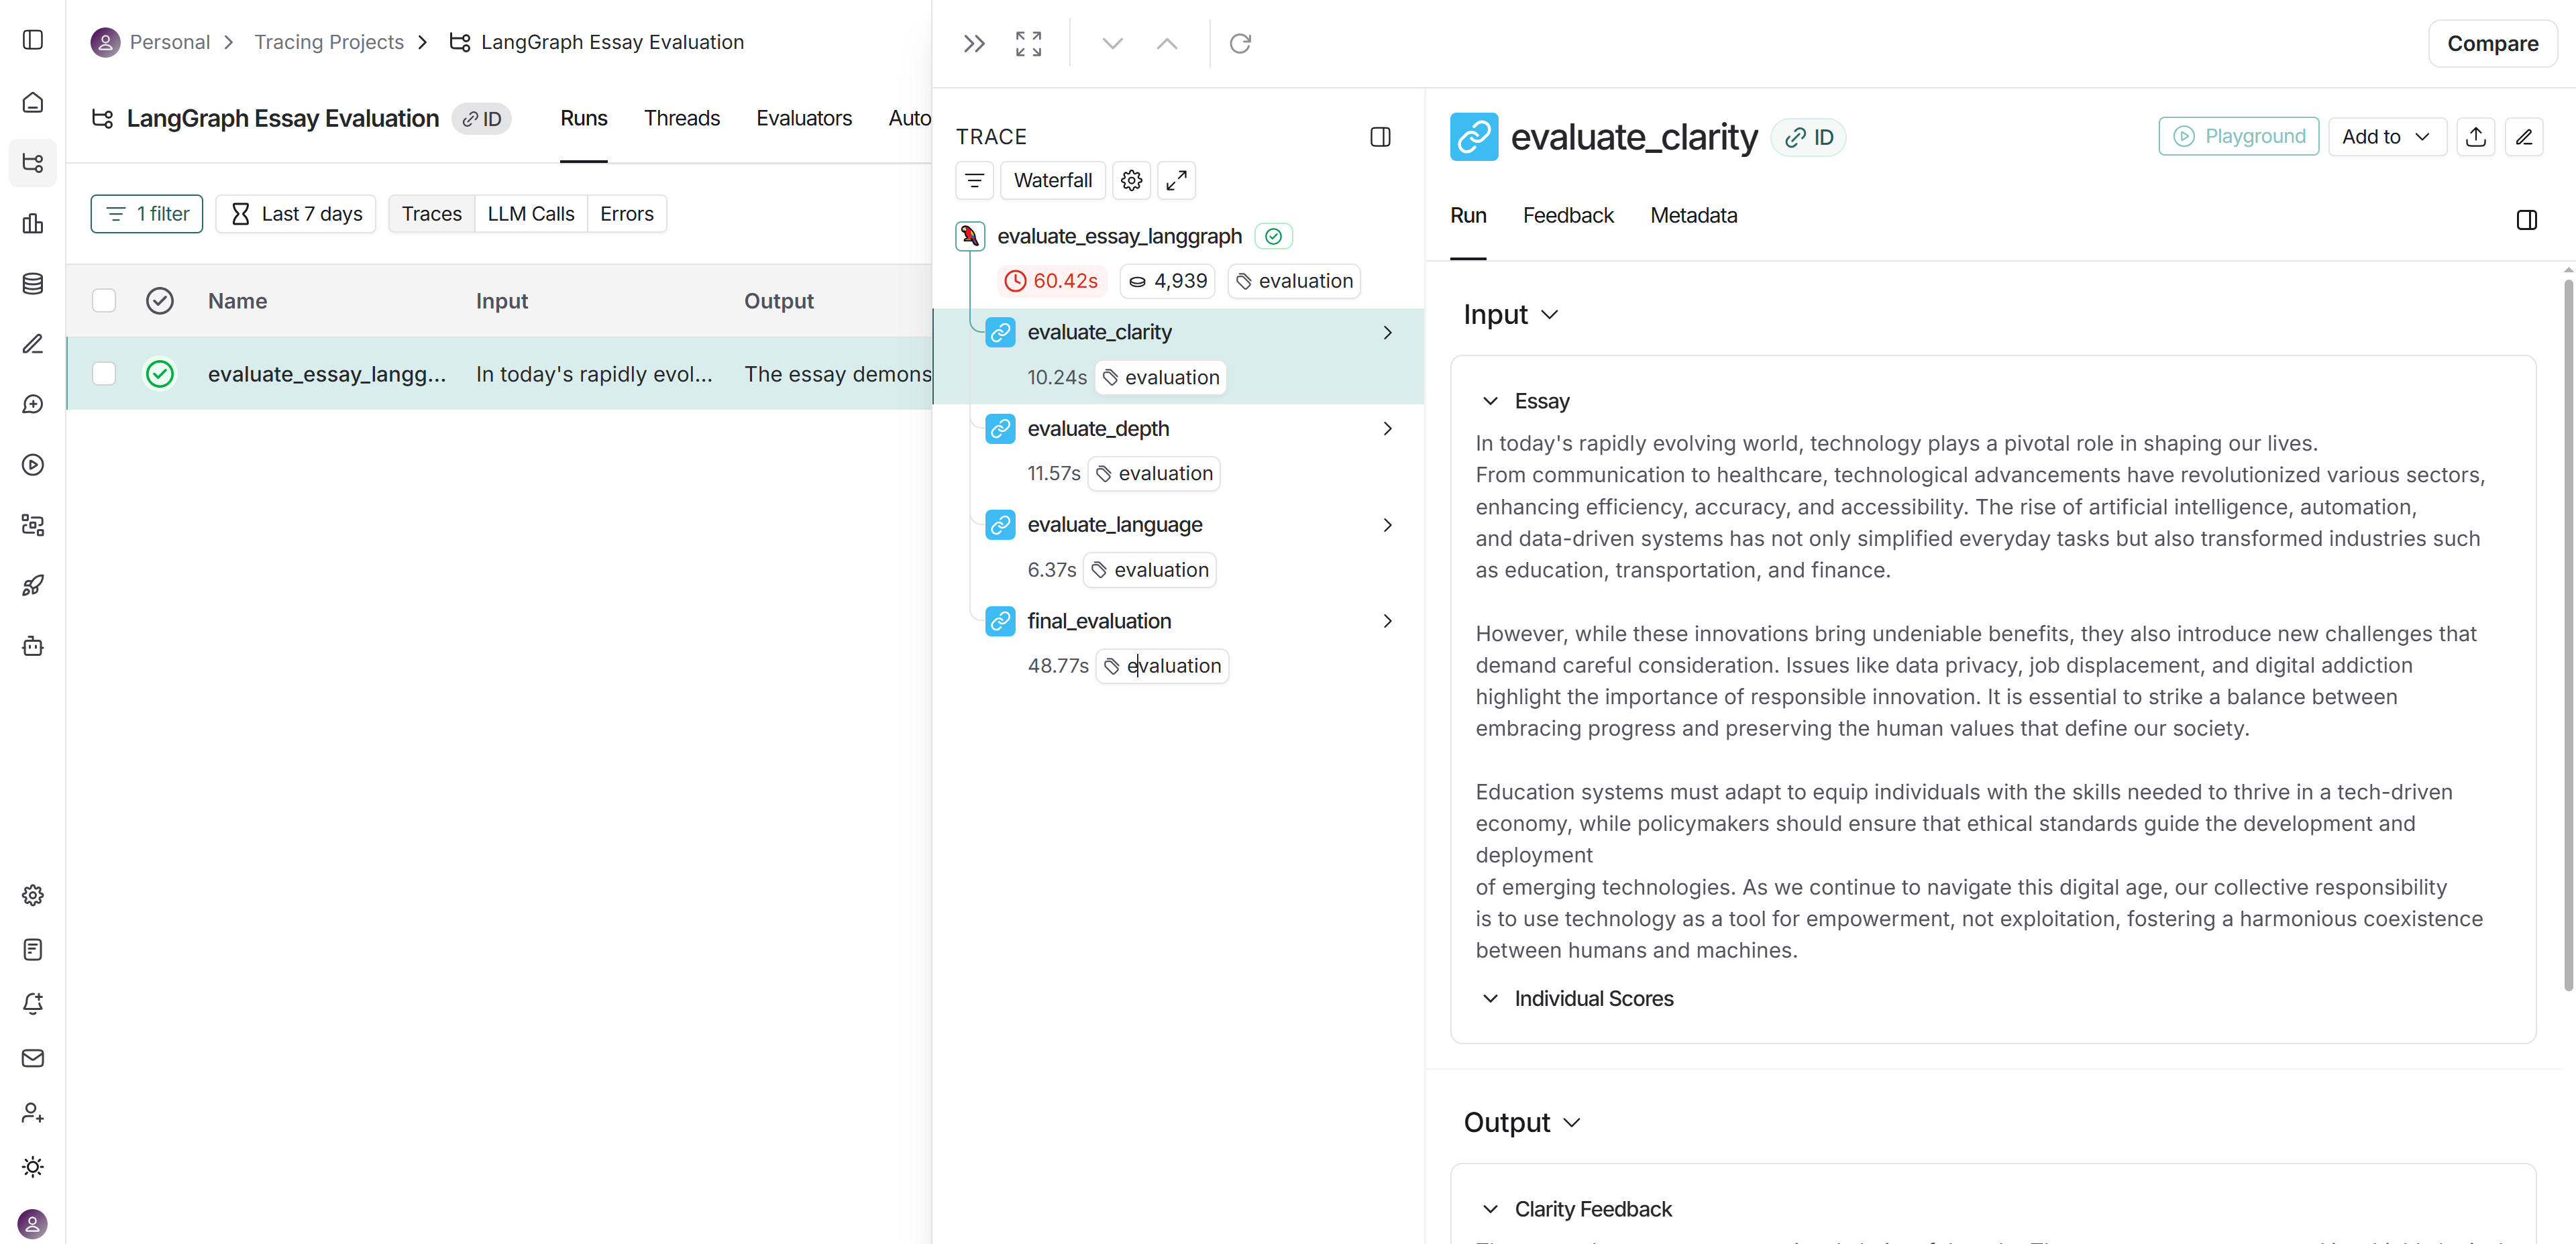 Personal
Tracing Projects
LangGraph Essay Evaluation
LangGraph Essay Evaluation
ID
Runs
Threads
Evaluators
Auto
1 filter
Last 7 days
Traces
LLM Calls
Errors
Name
Input
Output
evaluate_essay_langg...
In today's rapidly evol...
The essay demons
Compare
TRACE
Waterfall
evaluate_essay_langgraph
60.42s
4,939
evaluation
evaluate_clarity
10.24s
evaluation
evaluate_depth
11.57s
evaluation
evaluate_language
6.37s
evaluation
final_evaluation
48.77s
evaluation
evaluate_clarity
ID
Playground
Add to
Run
Feedback
Metadata
Input
Essay
In today's rapidly evolving world, technology plays a pivotal role in shaping our lives.
From communication to healthcare, technological advancements have revolutionized various sectors,
enhancing efficiency, accuracy, and accessibility. The rise of artificial intelligence, automation,
and data-driven systems has not only simplified everyday tasks but also transformed industries such
as education, transportation, and finance.
However, while these innovations bring undeniable benefits, they also introduce new challenges that
demand careful consideration. Issues like data privacy, job displacement, and digital addiction
highlight the importance of responsible innovation. It is essential to strike a balance between
embracing progress and preserving the human values that define our society.
Education systems must adapt to equip individuals with the skills needed to thrive in a tech-driven
economy, while policymakers should ensure that ethical standards guide the development and
deployment
of emerging technologies. As we continue to navigate this digital age, our collective responsibility
is to use technology as a tool for empowerment, not exploitation, fostering a harmonious coexistence
between humans and machines.
Individual Scores
Output
Clarity Feedback